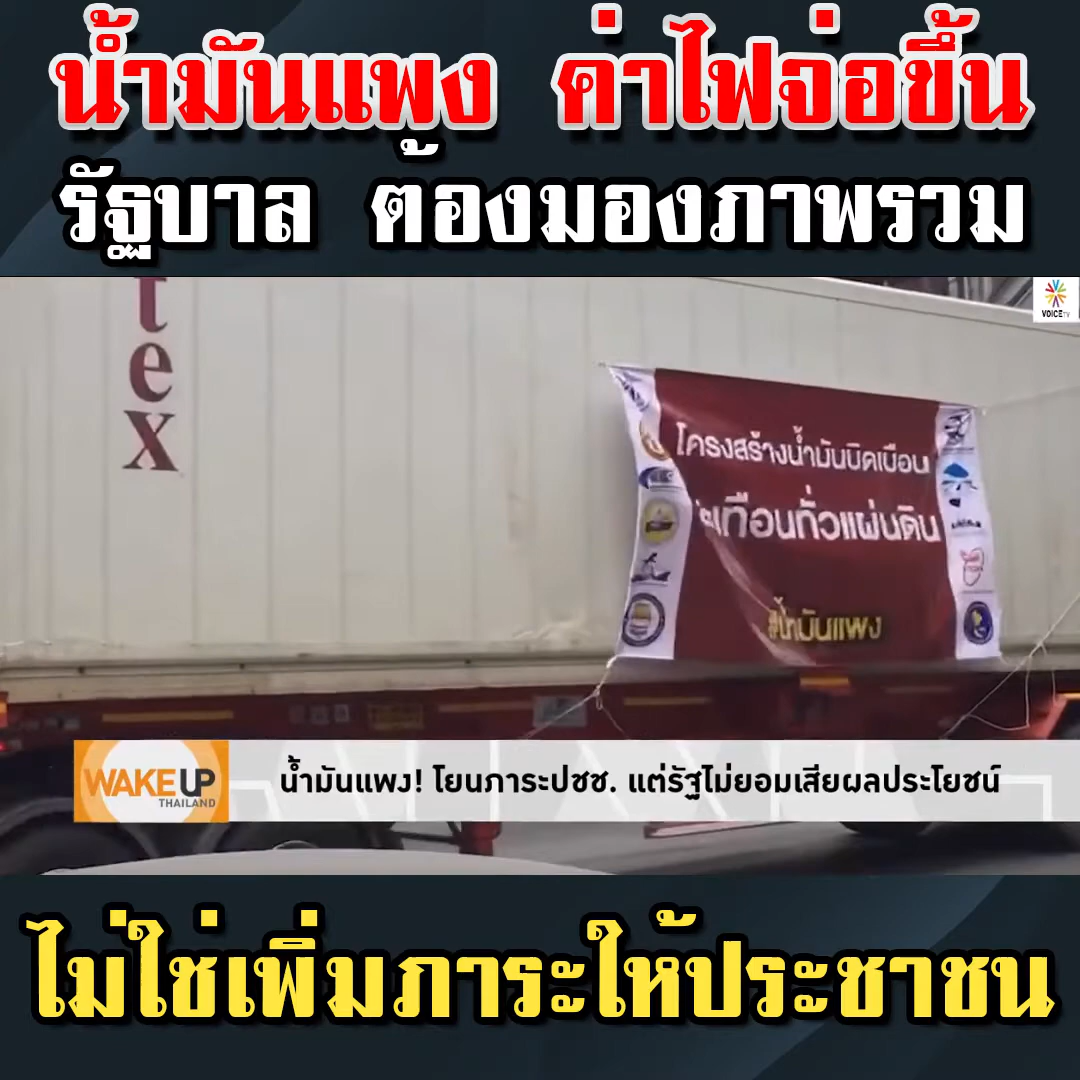 น้ำมันแพง ค่าไฟจ่อขึ้น
รัฐบาล ต้องมองภาพรวม
VOICE TV
tex
โครงสร้างน้ำมันบิดเบือน
เทือนทั่วแผ่นดิน
#น้ำมันแพง
WAKE UP
THAILAND
น้ำมันแพง! โยนภาระปชช. แต่รัฐไม่ยอมเสียผลประโยชน์
ไม่ใช่เพิ่มภาระให้ประชาชน